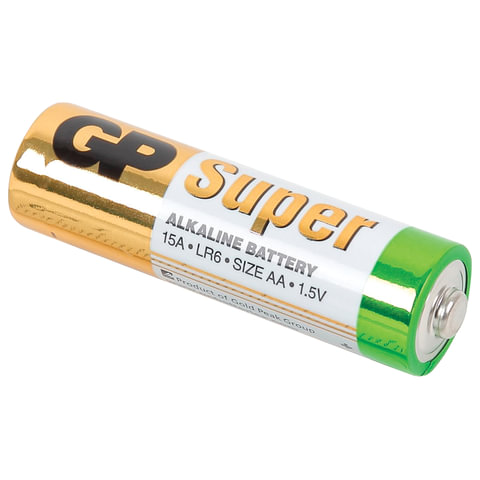 GP Super
ALKALINE BATTERY
15A • LR6 • SIZE AA • 1.5V
Product of Gold Peak Group